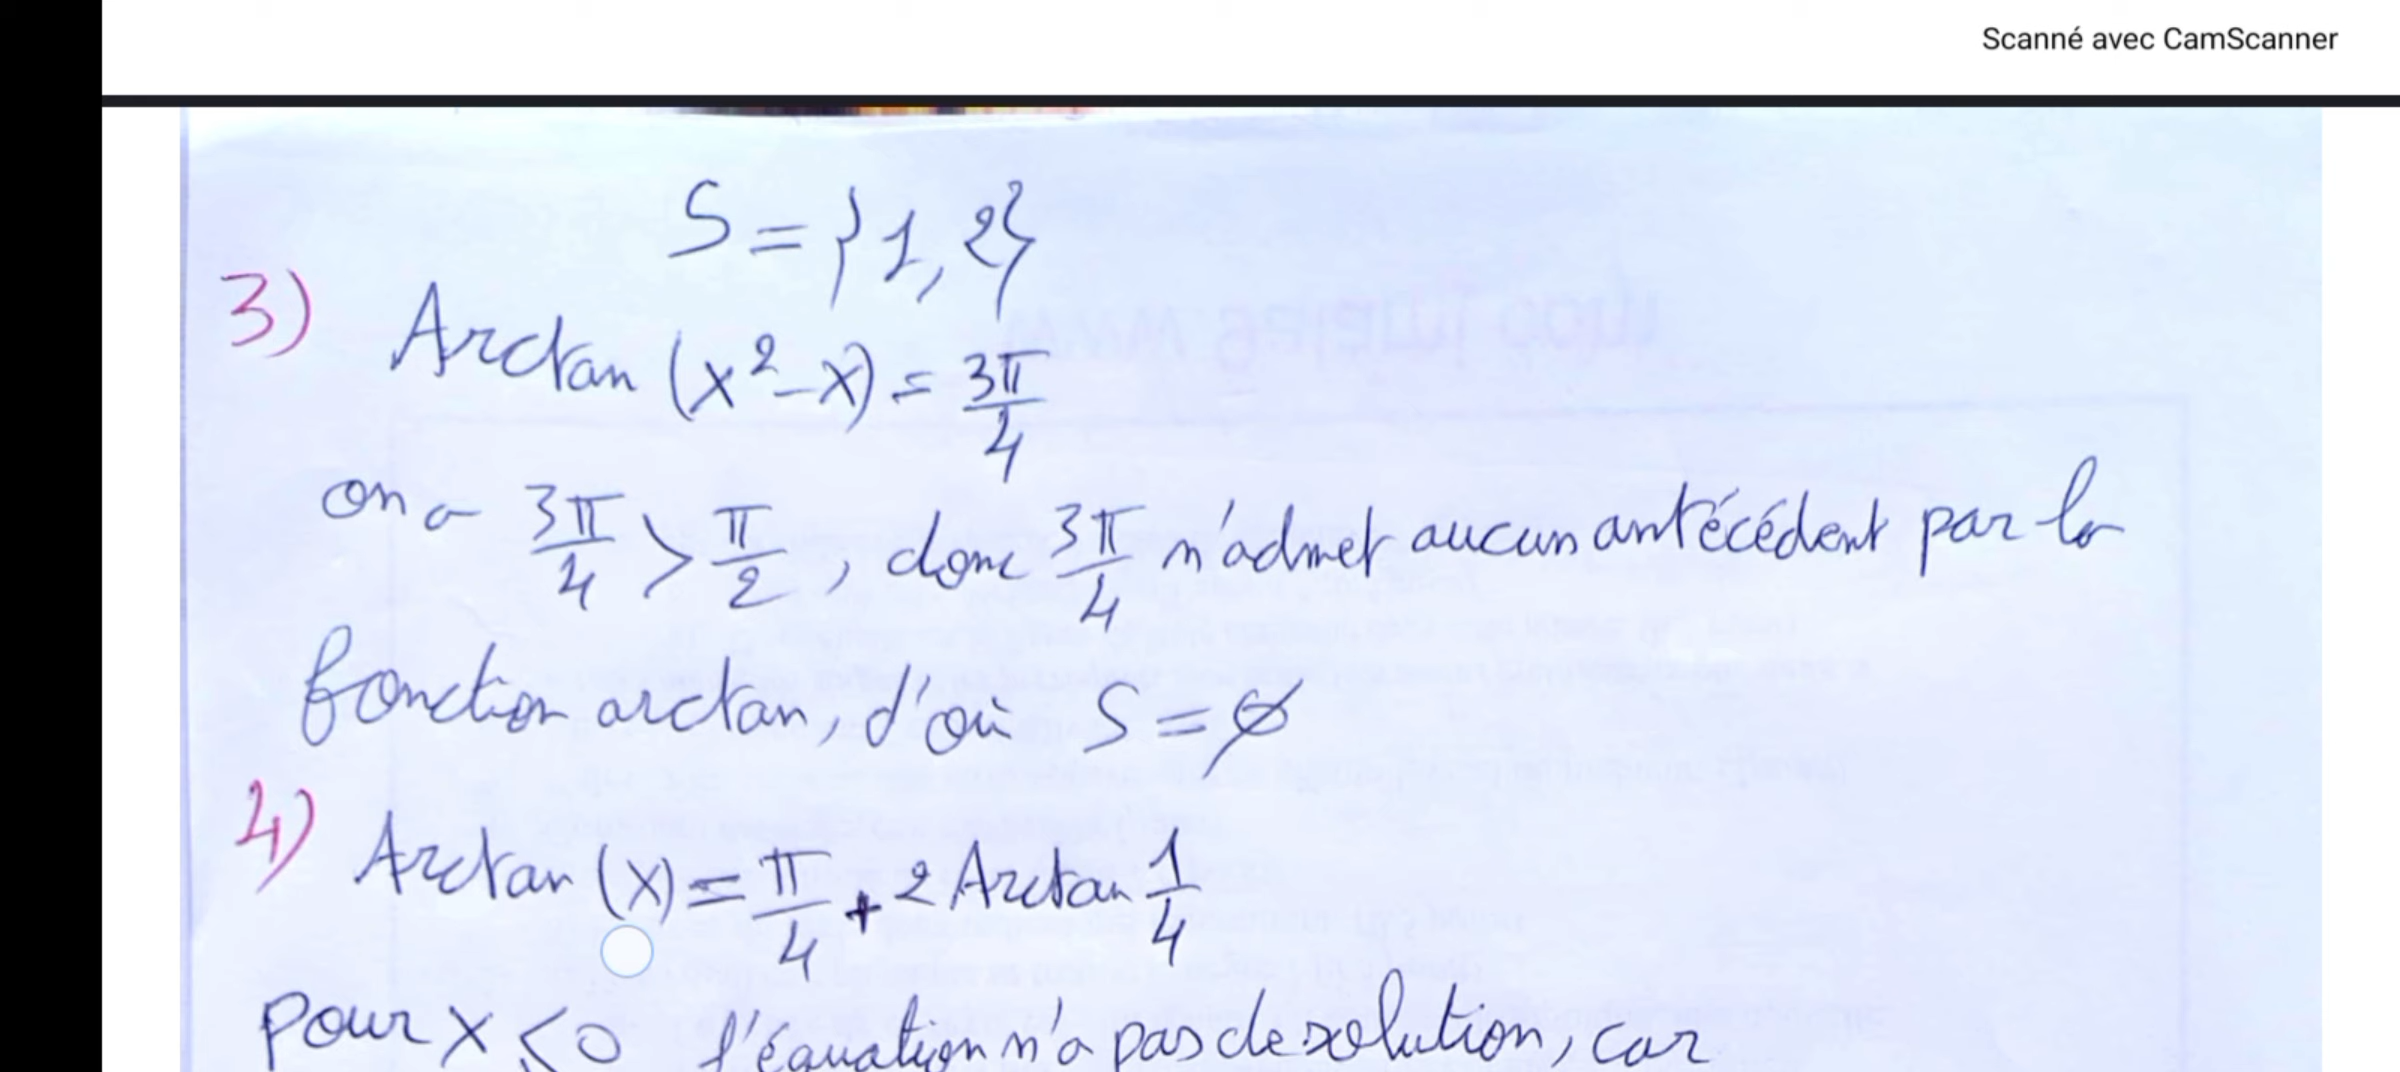 Scanné avec CamScanner
S = {1, 2}
3) Arctan (x² - x) = 3π/4
on a 3π/4 > π/2, donc 3π/4 n'admet aucun antécédent par la
fonction arctan, d'où S = ∅
4) Arctan (x) = π/4 + 2 Arctan 1/4
pour x < 0 l'équation n'a pas de solution, car